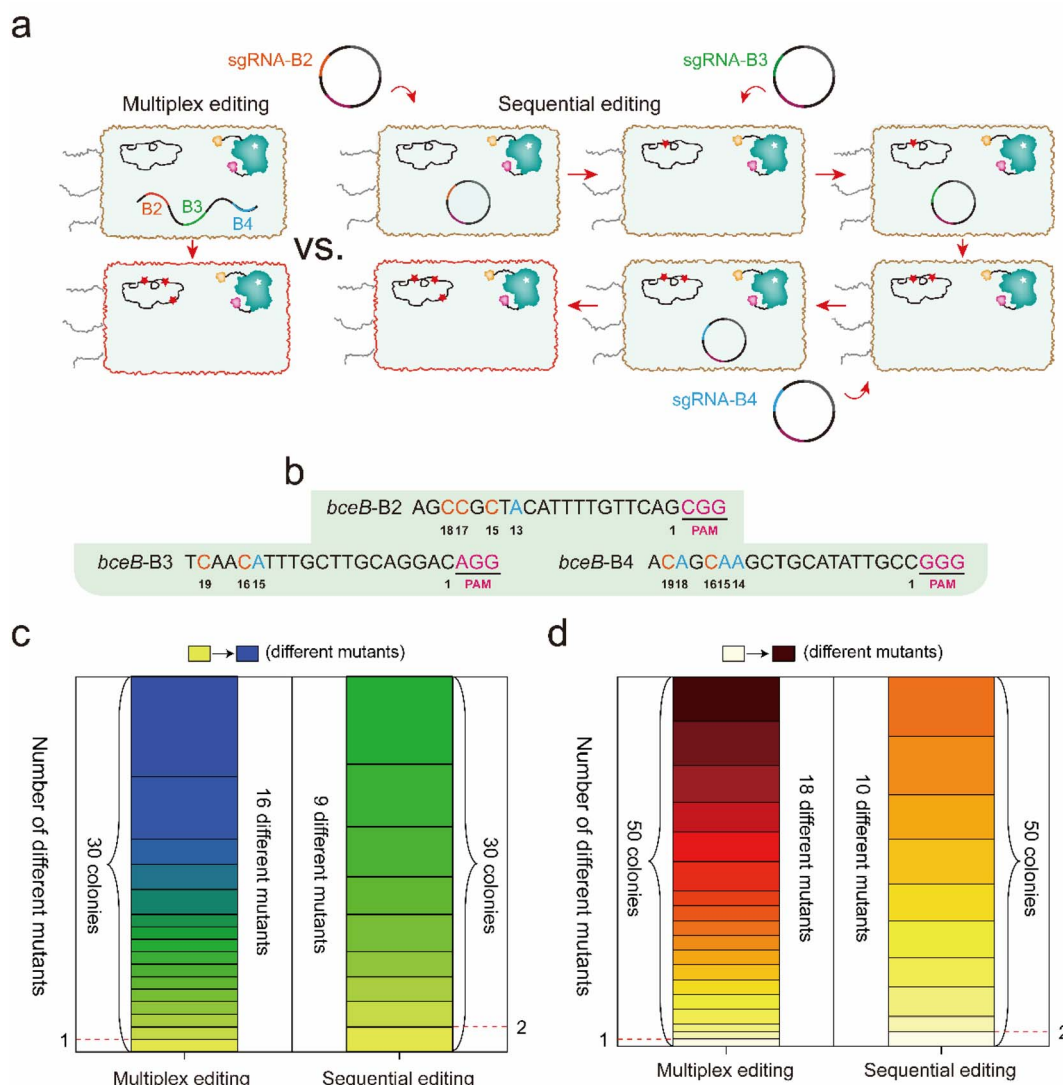 a
sgRNA-B2
sgRNA-B3
Multiplex editing
Sequential editing
B2
B3
B4
vs.
sgRNA-B4
b
bceB-B2 AGCCGCTACATTTTGTTCAGCGG
18 17 15 13 1 PAM
bceB-B3 TCAACATTTGCTTGCAGGACAGG
19 16 15 1 PAM
bceB-B4 ACAGCAAGCTGCATATTGCCGGG
19 18 16 15 14 1 PAM
c
(different mutants)
Number of different mutants
30 colonies
16 different mutants
9 different mutants
30 colonies
1
2
Multiplex editing
Sequential editing
d
(different mutants)
Number of different mutants
50 colonies
18 different mutants
10 different mutants
50 colonies
1
2
Multiplex editing
Sequential editing